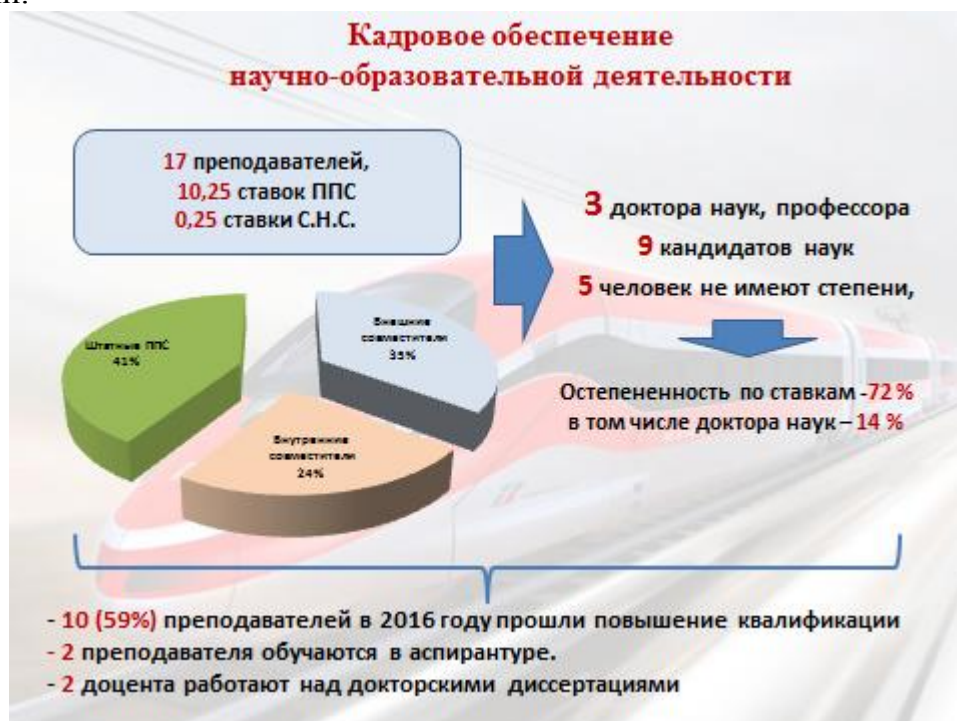 Кадровое обеспечение
научно-образовательной деятельности
17 преподавателей,
10,25 ставок ППС
0,25 ставки С.Н.С.
3 доктора наук, профессора
9 кандидатов наук
5 человек не имеют степени,
Штатные ППС
41%
Внешние
совместители
35%
Внутренние
совместители
24%
Остепененность по ставкам -72 %
в том числе доктора наук – 14 %
- 10 (59%) преподавателей в 2016 году прошли повышение квалификации
- 2 преподавателя обучаются в аспирантуре.
- 2 доцента работают над докторскими диссертациями